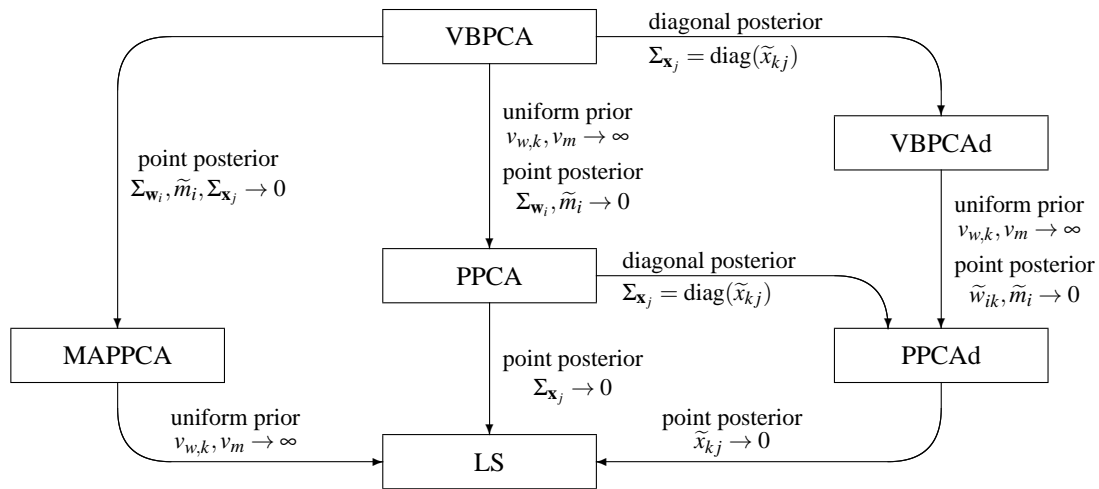 VBPCA
diagonal posterior
Σ_{𝐱_j} = diag(x̃_{kj})
uniform prior
v_{w,k}, v_m → ∞
point posterior
Σ_{𝐰_i}, m̃_i → 0
point posterior
Σ_{𝐰_i}, m̃_i, Σ_{𝐱_j} → 0
VBPCAd
uniform prior
v_{w,k}, v_m → ∞
point posterior
w̃_{ik}, m̃_i → 0
PPCA
diagonal posterior
Σ_{𝐱_j} = diag(x̃_{kj})
MAPPCA
PPCAd
point posterior
Σ_{𝐱_j} → 0
uniform prior
v_{w,k}, v_m → ∞
point posterior
x̃_{kj} → 0
LS